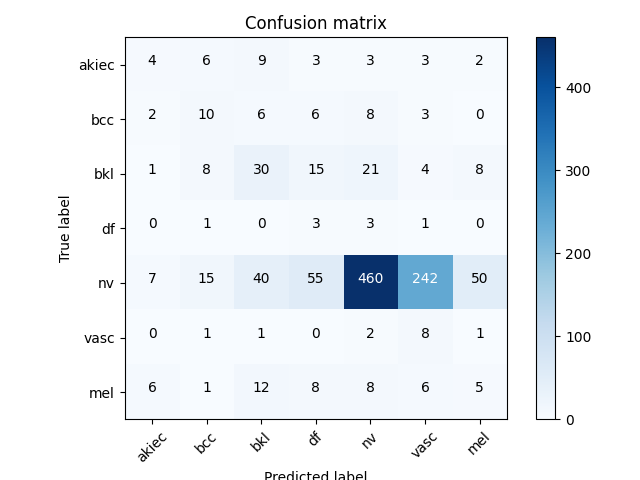 Confusion matrix
akiec 4 6 9 3 3 3 2
bcc 2 10 6 6 8 3 0
bkl 1 8 30 15 21 4 8
df 0 1 0 3 3 1 0
nv 7 15 40 55 460 242 50
vasc 0 1 1 0 2 8 1
mel 6 1 12 8 8 6 5
akiec bcc bkl df nv vasc mel
True label
Predicted label
400
300
200
100
0